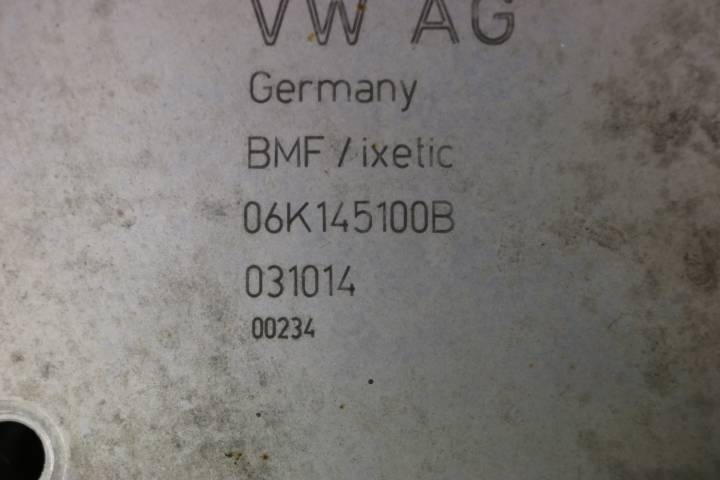 VW AG
Germany
BMF / ixetic
06K145100B
031014
00234